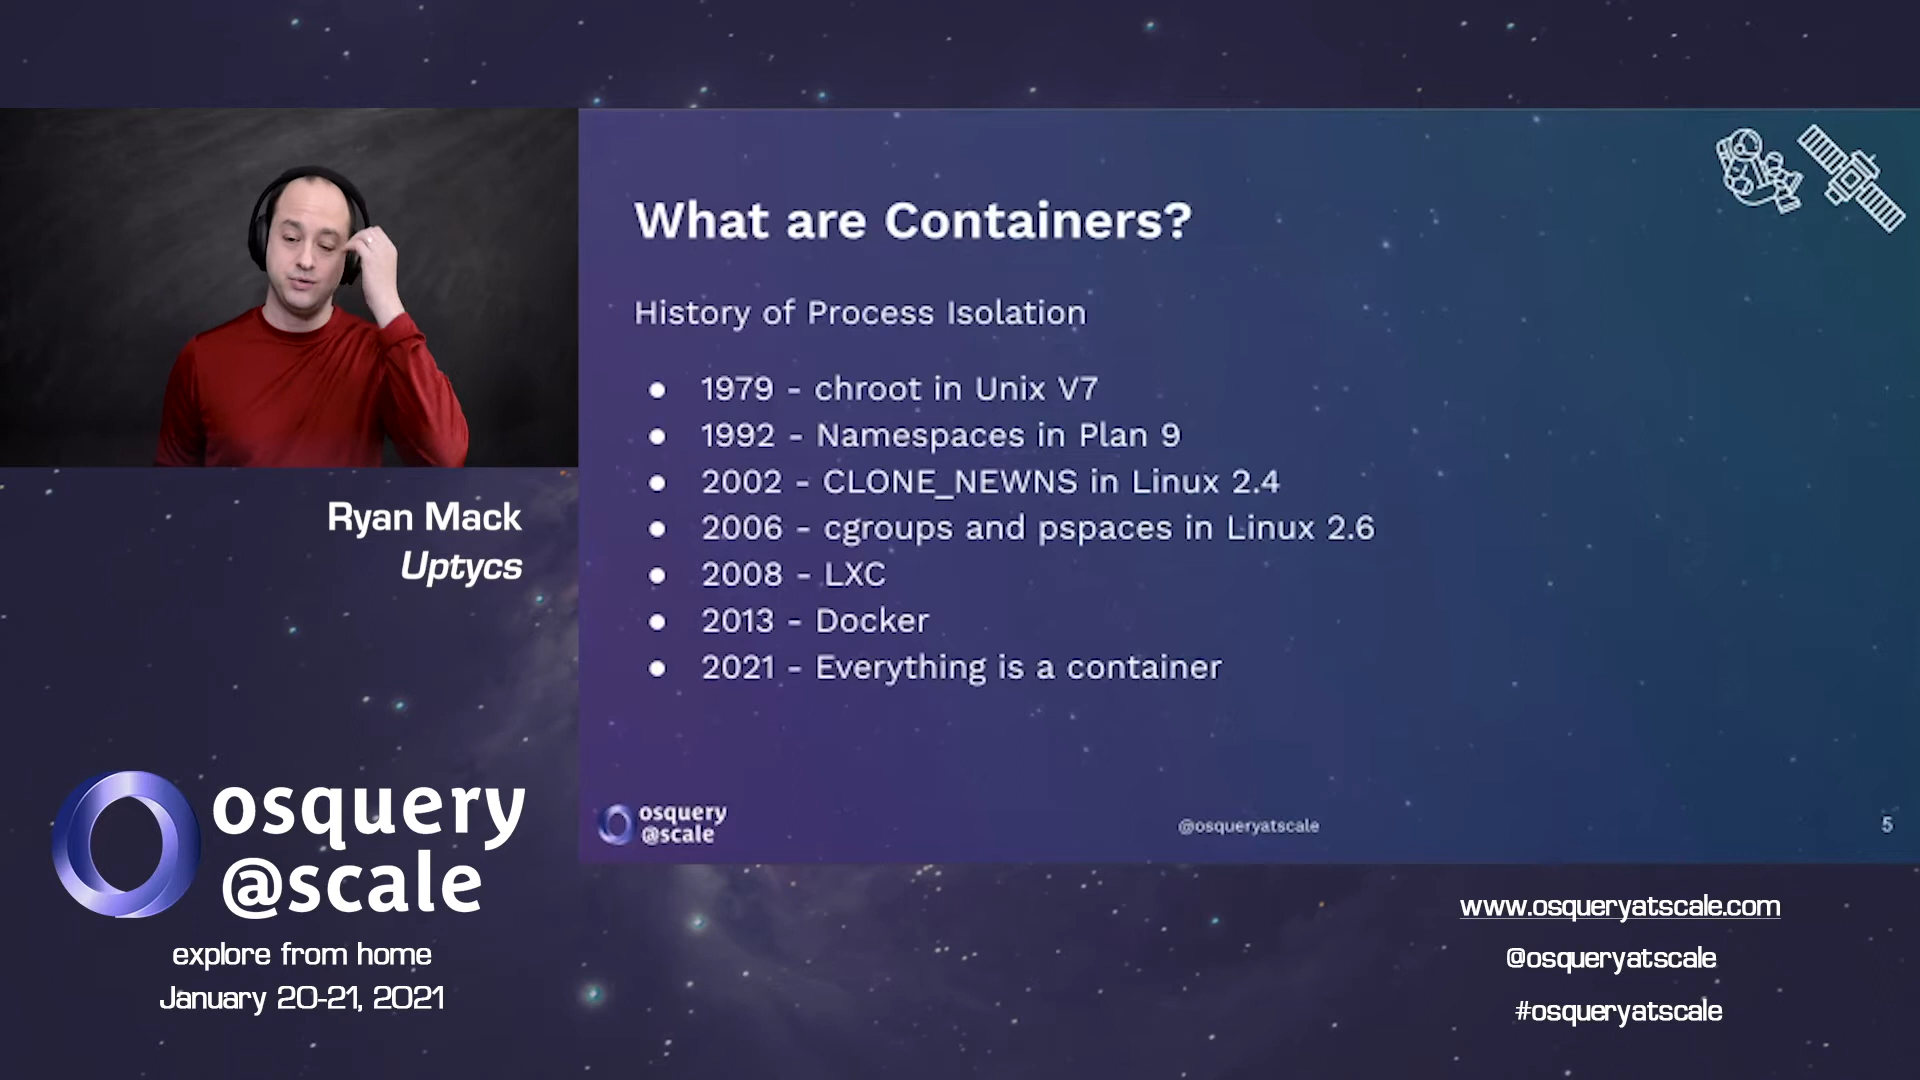 What are Containers?
History of Process Isolation
● 1979 - chroot in Unix V7
● 1992 - Namespaces in Plan 9
● 2002 - CLONE_NEWNS in Linux 2.4
● 2006 - cgroups and pspaces in Linux 2.6
● 2008 - LXC
● 2013 - Docker
● 2021 - Everything is a container
osquery
@scale
@osqueryatscale
5
Ryan Mack
Uptycs
osquery
@scale
explore from home
January 20-21, 2021
www.osqueryatscale.com
@osqueryatscale
#osqueryatscale